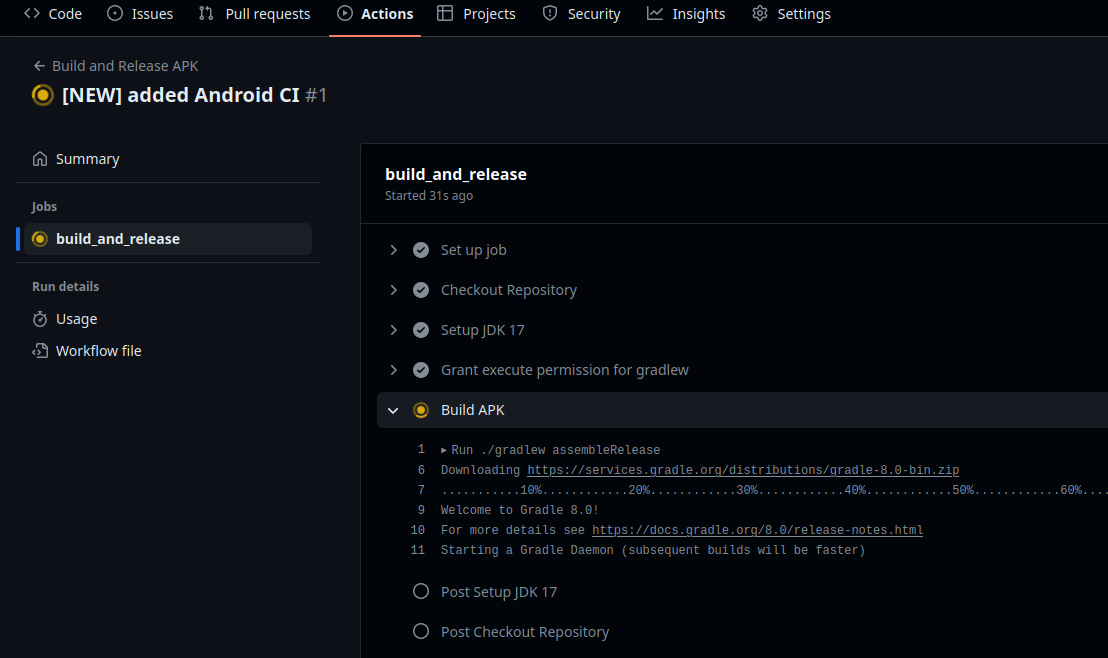 Code Issues Pull requests Actions Projects Security Insights Settings
← Build and Release APK
[NEW] added Android CI #1
Summary
Jobs
build_and_release
Run details
Usage
Workflow file
build_and_release
Started 31s ago
Set up job
Checkout Repository
Setup JDK 17
Grant execute permission for gradlew
Build APK
1 ▸ Run ./gradlew assembleRelease
6 Downloading https://services.gradle.org/distributions/gradle-8.0-bin.zip
7 ...........10%............20%............30%............40%............50%............60%....
9 Welcome to Gradle 8.0!
10 For more details see https://docs.gradle.org/8.0/release-notes.html
11 Starting a Gradle Daemon (subsequent builds will be faster)
Post Setup JDK 17
Post Checkout Repository